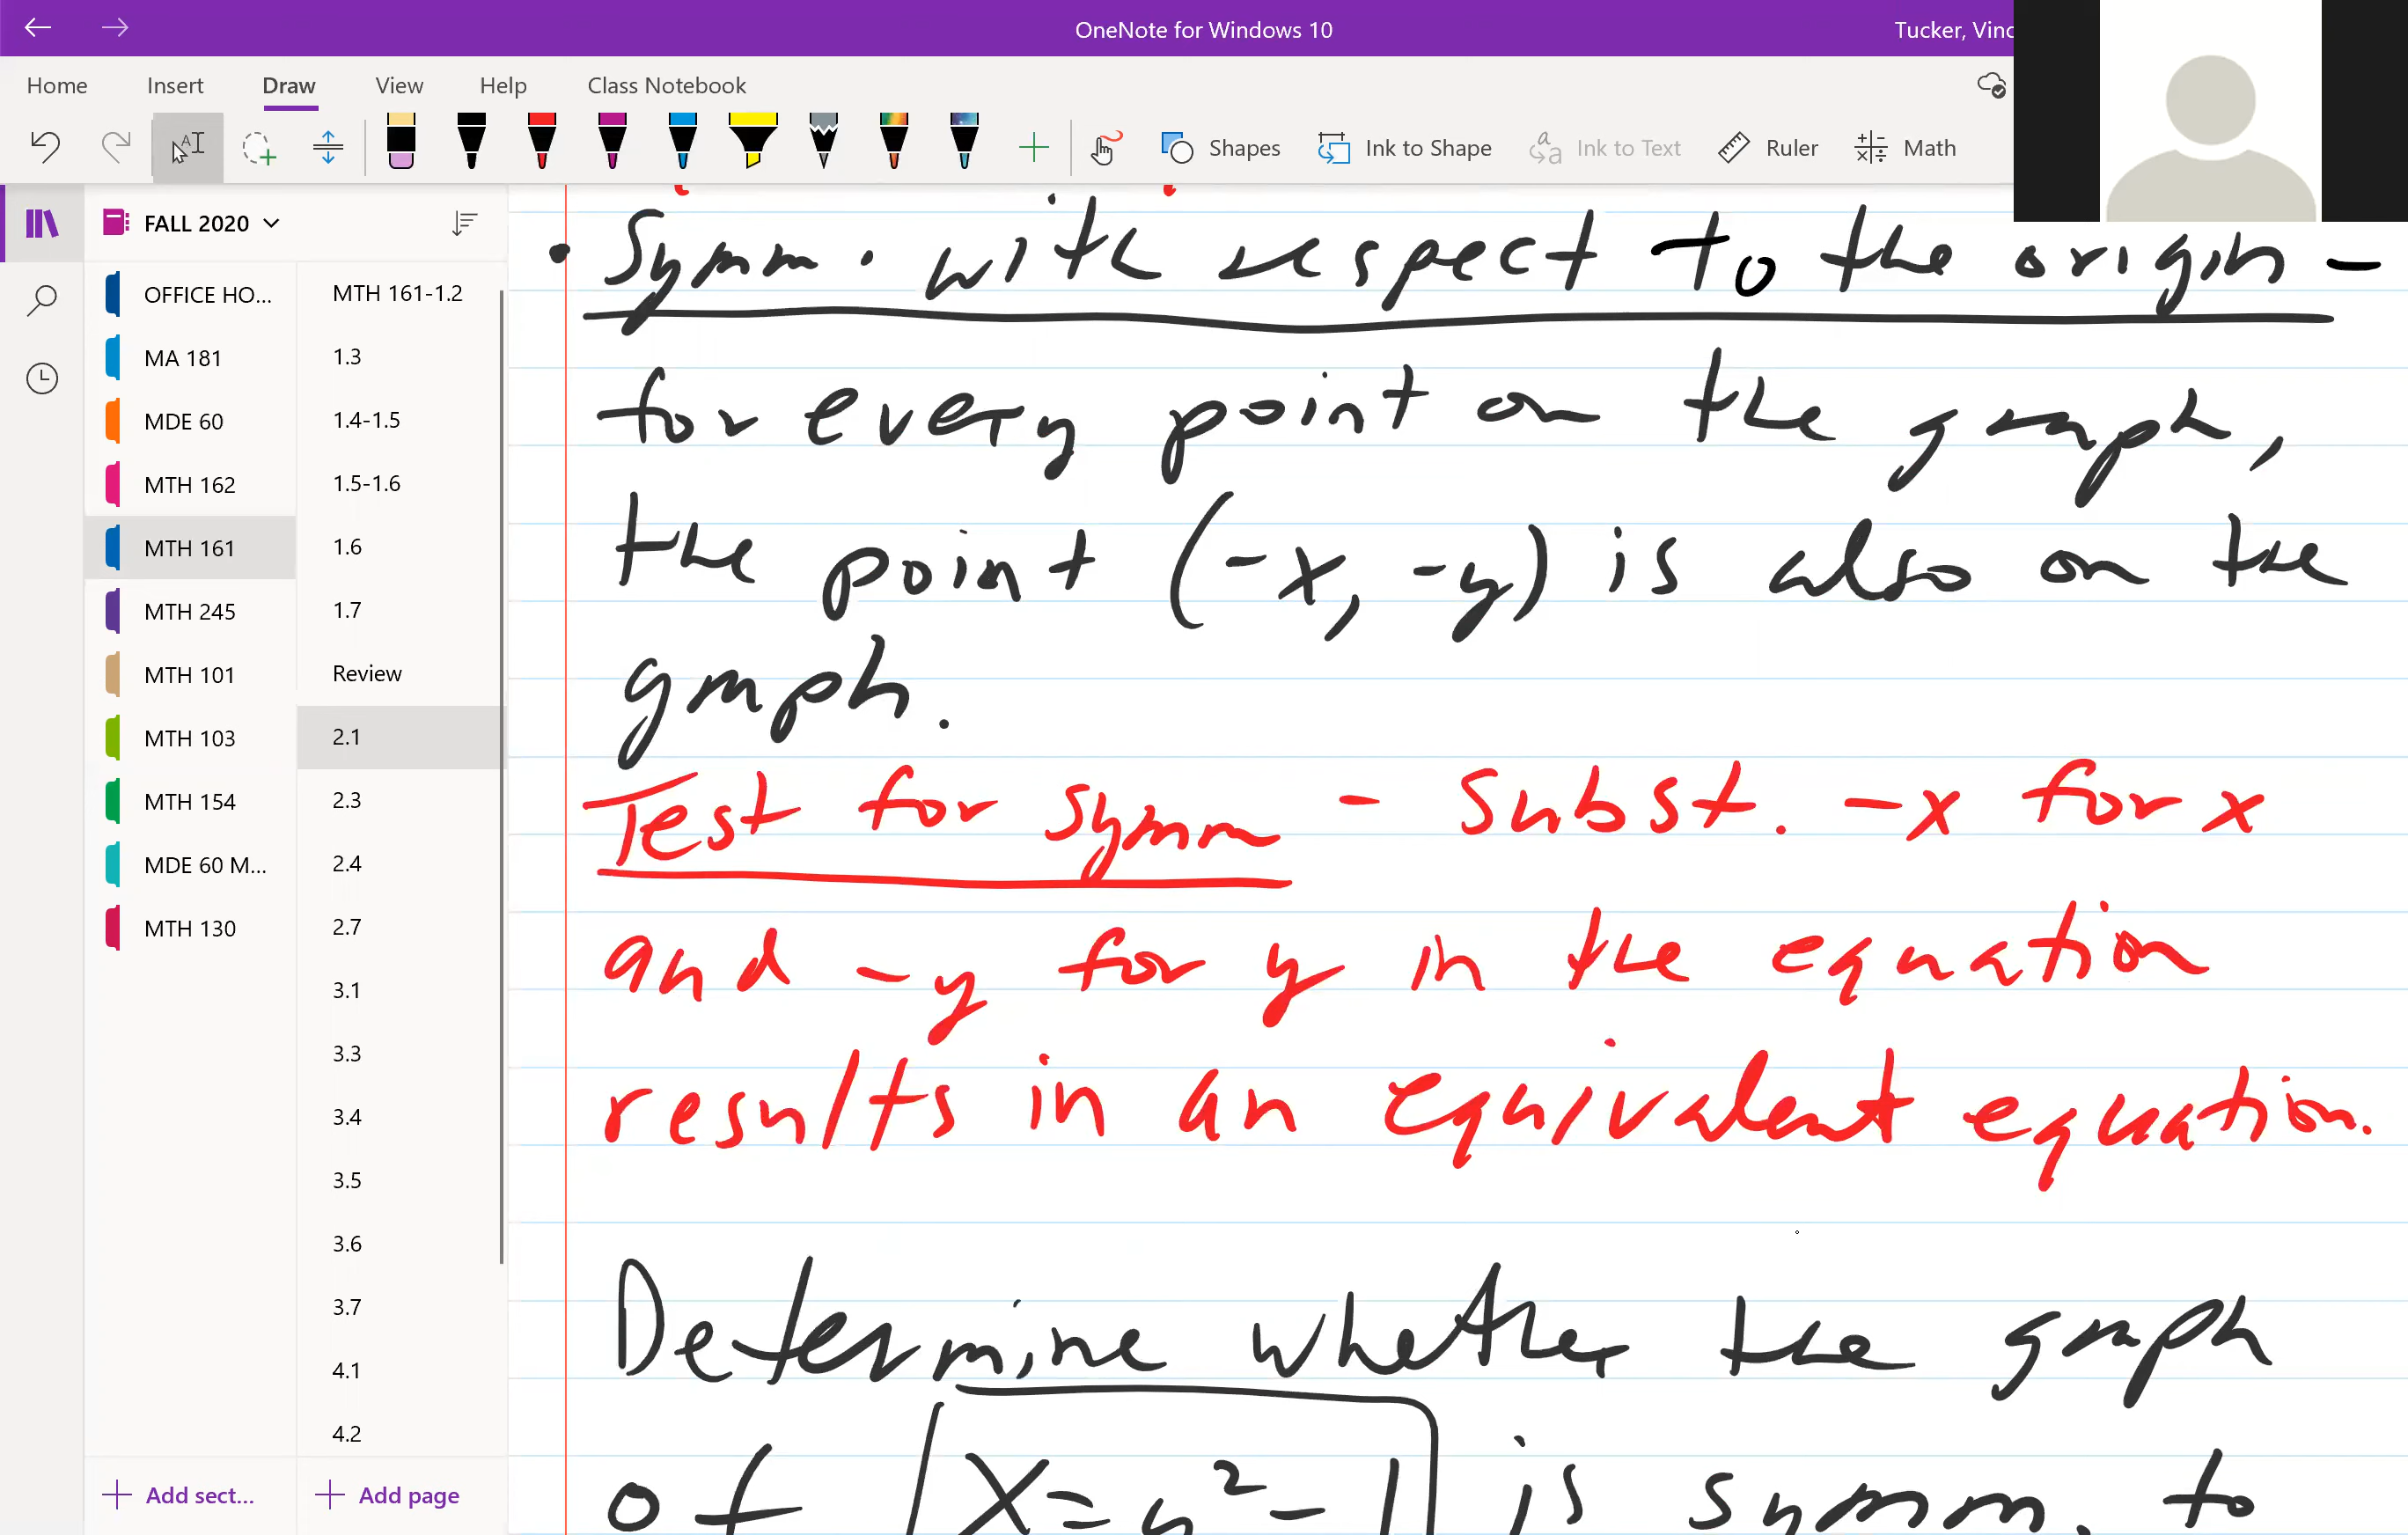 OneNote for Windows 10
Tucker, Vinc
Home Insert Draw View Help Class Notebook
Shapes Ink to Shape Ink to Text Ruler Math
FALL 2020
OFFICE HO...
MA 181
MDE 60
MTH 162
MTH 161
MTH 245
MTH 101
MTH 103
MTH 154
MDE 60 M...
MTH 130
Add sect...
MTH 161-1.2
1.3
1.4-1.5
1.5-1.6
1.6
1.7
Review
2.1
2.3
2.4
2.7
3.1
3.3
3.4
3.5
3.6
3.7
4.1
4.2
Add page
• Symm. with respect to the origin -
for every point on the graph,
the point (-x, -y) is also on the
graph.
Test for symm - Subst. -x for x
and -y for y in the equation
results in an equivalent equation.
Determine whether the graph
of x = y² - 1 is symm. to